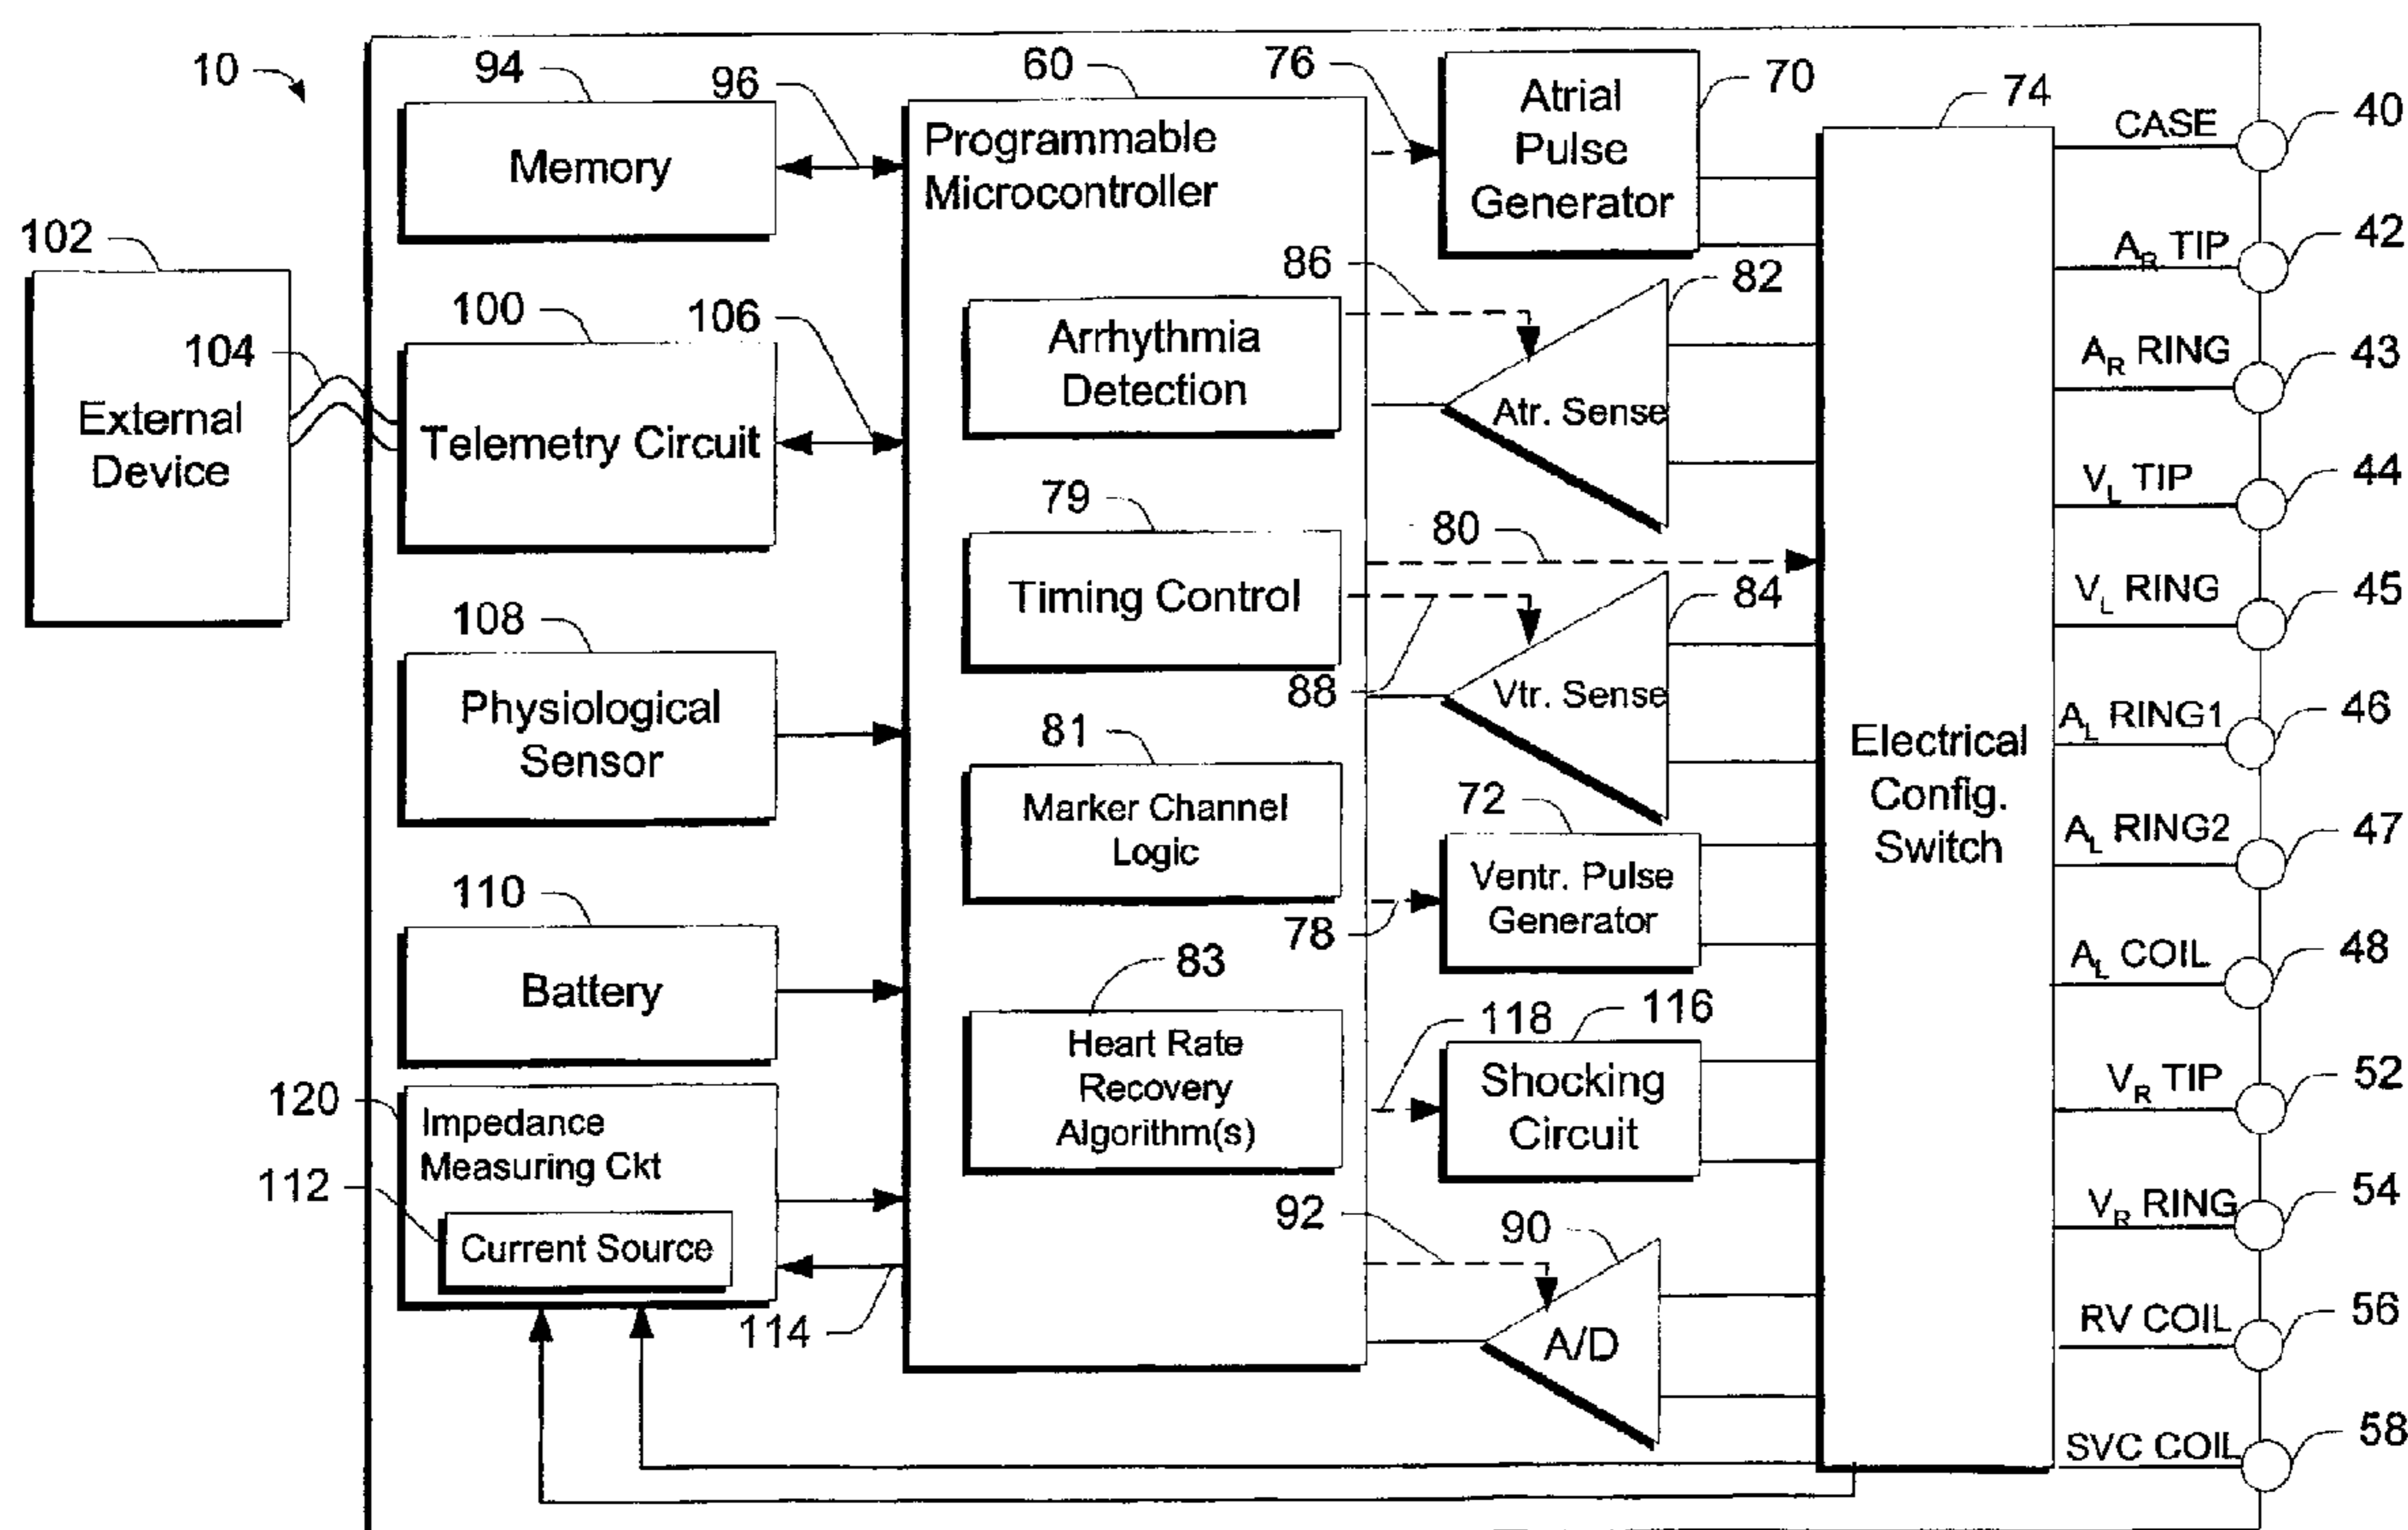 10
94
96
60
76
70
74
Memory
Programmable
Microcontroller
Atrial
Pulse
Generator
CASE
40
102
External
Device
104
100
106
Telemetry Circuit
86
82
Arrhythmia
Detection
Atr. Sense
A_R TIP
42
A_R RING
43
V_L TIP
44
79
80
Timing Control
88
84
Vtr. Sense
V_L RING
45
108
Physiological
Sensor
81
Marker Channel
Logic
72
78
Ventr. Pulse
Generator
Electrical
Config.
Switch
A_L RING1
46
A_L RING2
47
110
Battery
83
Heart Rate
Recovery
Algorithm(s)
118
116
Shocking
Circuit
A_L COIL
48
V_R TIP
52
120
Impedance
Measuring Ckt
112
Current Source
114
92
90
A/D
V_R RING
54
RV COIL
56
SVC COIL
58